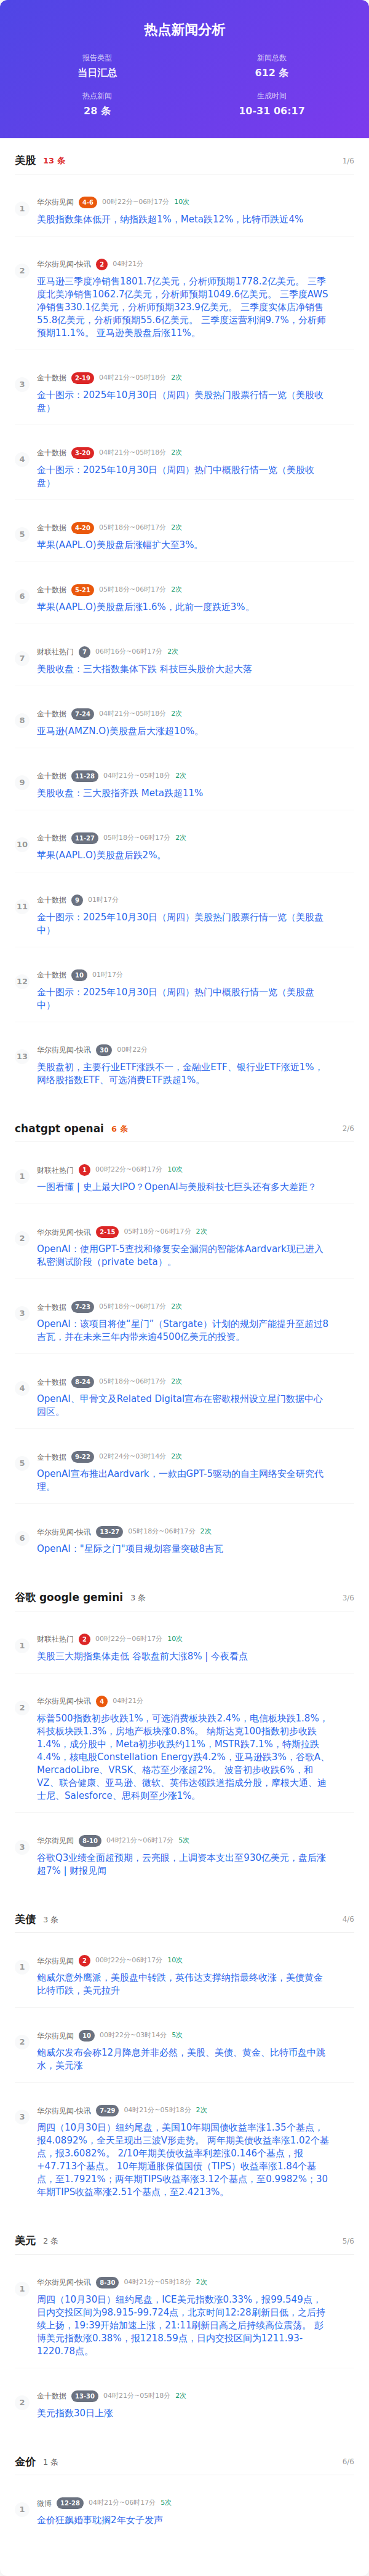 热点新闻分析
报告类型
新闻总数
当日汇总
612 条
热点新闻
生成时间
28 条
10-31 06:17
美股 13 条 1/6
1
华尔街见闻 4-6 00时22分~06时17分 10次
美股指数集体低开，纳指跌超1%，Meta跌12%，比特币跌近4%
2
华尔街见闻-快讯 2 04时21分
亚马逊三季度净销售1801.7亿美元，分析师预期1778.2亿美元。 三季
度北美净销售1062.7亿美元，分析师预期1049.6亿美元。 三季度AWS
净销售330.1亿美元，分析师预期323.9亿美元。 三季度实体店净销售
55.8亿美元，分析师预期55.6亿美元。 三季度运营利润9.7%，分析师
预期11.1%。 亚马逊美股盘后涨11%。
3
金十数据 2-19 04时21分~05时18分 2次
金十图示：2025年10月30日（周四）美股热门股票行情一览（美股收
盘）
4
金十数据 3-20 04时21分~05时18分 2次
金十图示：2025年10月30日（周四）热门中概股行情一览（美股收
盘）
5
金十数据 4-20 05时18分~06时17分 2次
苹果(AAPL.O)美股盘后涨幅扩大至3%。
6
金十数据 5-21 05时18分~06时17分 2次
苹果(AAPL.O)美股盘后涨1.6%，此前一度跌近3%。
7
财联社热门 7 06时16分~06时17分 2次
美股收盘：三大指数集体下跌 科技巨头股价大起大落
8
金十数据 7-24 04时21分~05时18分 2次
亚马逊(AMZN.O)美股盘后大涨超10%。
9
金十数据 11-28 04时21分~05时18分 2次
美股收盘：三大股指齐跌 Meta跌超11%
10
金十数据 11-27 05时18分~06时17分 2次
苹果(AAPL.O)美股盘后跌2%。
11
金十数据 9 01时17分
金十图示：2025年10月30日（周四）美股热门股票行情一览（美股盘
中）
12
金十数据 10 01时17分
金十图示：2025年10月30日（周四）热门中概股行情一览（美股盘
中）
13
华尔街见闻-快讯 30 00时22分
美股盘初，主要行业ETF涨跌不一，金融业ETF、银行业ETF涨近1%，
网络股指数ETF、可选消费ETF跌超1%。
chatgpt openai 6 条 2/6
1
财联社热门 1 00时22分~06时17分 10次
一图看懂 | 史上最大IPO？OpenAI与美股科技七巨头还有多大差距？
2
华尔街见闻-快讯 2-15 05时18分~06时17分 2次
OpenAI：使用GPT-5查找和修复安全漏洞的智能体Aardvark现已进入
私密测试阶段（private beta）。
3
金十数据 7-23 05时18分~06时17分 2次
OpenAI：该项目将使“星门”（Stargate）计划的规划产能提升至超过8
吉瓦，并在未来三年内带来逾4500亿美元的投资。
4
金十数据 8-24 05时18分~06时17分 2次
OpenAI、甲骨文及Related Digital宣布在密歇根州设立星门数据中心
园区。
5
金十数据 9-22 02时24分~03时14分 2次
OpenAI宣布推出Aardvark，一款由GPT-5驱动的自主网络安全研究代
理。
6
华尔街见闻-快讯 13-27 05时18分~06时17分 2次
OpenAI："星际之门"项目规划容量突破8吉瓦
谷歌 google gemini 3 条 3/6
1
财联社热门 2 00时22分~06时17分 10次
美股三大期指集体走低 谷歌盘前大涨8% | 今夜看点
2
华尔街见闻-快讯 4 04时21分
标普500指数初步收跌1%，可选消费板块跌2.4%，电信板块跌1.8%，
科技板块跌1.3%，房地产板块涨0.8%。 纳斯达克100指数初步收跌
1.4%，成分股中，Meta初步收跌约11%，MSTR跌7.1%，特斯拉跌
4.4%，核电股Constellation Energy跌4.2%，亚马逊跌3%，谷歌A、
MercadoLibre、VRSK、格芯至少涨超2%。 波音初步收跌6%，和
VZ、联合健康、亚马逊、微软、英伟达领跌道指成分股，摩根大通、迪
士尼、Salesforce、思科则至少涨1%。
3
华尔街见闻 8-10 04时21分~06时17分 5次
谷歌Q3业绩全面超预期，云亮眼，上调资本支出至930亿美元，盘后涨
超7% | 财报见闻
美债 3 条 4/6
1
华尔街见闻 2 00时22分~06时17分 10次
鲍威尔意外鹰派，美股盘中转跌，英伟达支撑纳指最终收涨，美债黄金
比特币跌，美元拉升
2
华尔街见闻 10 00时22分~03时14分 5次
鲍威尔发布会称12月降息并非必然，美股、美债、黄金、比特币盘中跳
水，美元涨
3
华尔街见闻-快讯 7-29 04时21分~05时18分 2次
周四（10月30日）纽约尾盘，美国10年期国债收益率涨1.35个基点，
报4.0892%，全天呈现出三波V形走势。 两年期美债收益率涨1.02个基
点，报3.6082%。 2/10年期美债收益率利差涨0.146个基点，报
+47.713个基点。 10年期通胀保值国债（TIPS）收益率涨1.84个基
点，至1.7921%；两年期TIPS收益率涨3.12个基点，至0.9982%；30
年期TIPS收益率涨2.51个基点，至2.4213%。
美元 2 条 5/6
1
华尔街见闻-快讯 8-30 04时21分~05时18分 2次
周四（10月30日）纽约尾盘，ICE美元指数涨0.33%，报99.549点，
日内交投区间为98.915-99.724点，北京时间12:28刷新日低，之后持
续上扬，19:39开始加速上涨，21:11刷新日高之后持续高位震荡。 彭
博美元指数涨0.38%，报1218.59点，日内交投区间为1211.93-
1220.78点。
2
金十数据 13-30 04时21分~05时18分 2次
美元指数30日上涨
金价 1 条 6/6
1
微博 12-28 04时21分~06时17分 5次
金价狂飙婚事耽搁2年女子发声